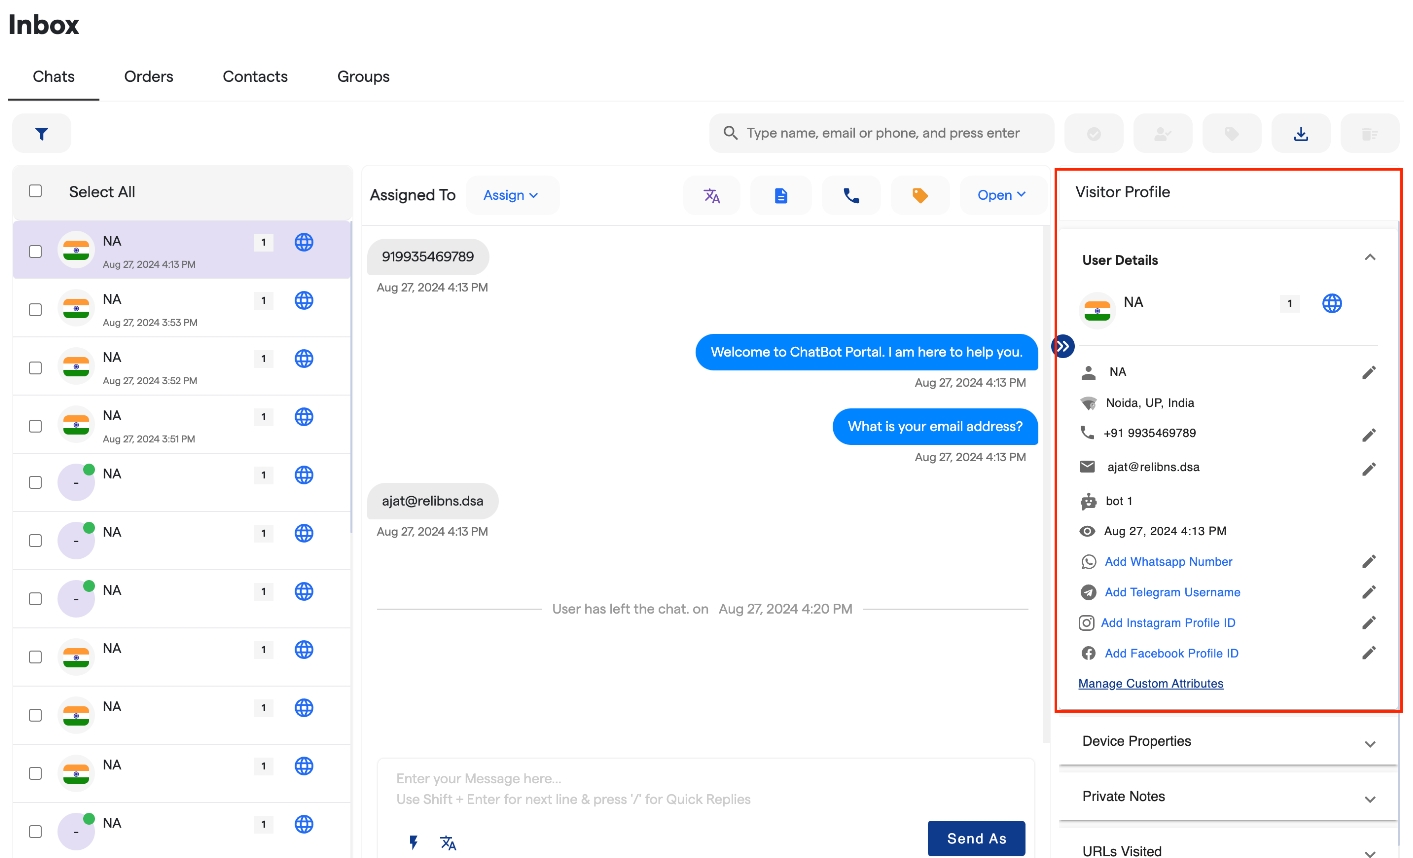 Inbox
Chats Orders Contacts Groups
Type name, email or phone, and press enter
Select All
NA 1
Aug 27, 2024 4:13 PM
NA 1
Aug 27, 2024 3:53 PM
NA 1
Aug 27, 2024 3:52 PM
NA 1
Aug 27, 2024 3:51 PM
- NA 1
- NA 1
- NA 1
NA 1
NA 1
NA 1
- NA 1
Assigned To Assign Open
919935469789
Aug 27, 2024 4:13 PM
Welcome to ChatBot Portal. I am here to help you.
Aug 27, 2024 4:13 PM
What is your email address?
Aug 27, 2024 4:13 PM
ajat@relibns.dsa
Aug 27, 2024 4:13 PM
User has left the chat. on Aug 27, 2024 4:20 PM
Enter your Message here...
Use Shift + Enter for next line & press '/' for Quick Replies
Send As
Visitor Profile
User Details
NA 1
NA
Noida, UP, India
+91 9935469789
ajat@relibns.dsa
bot 1
Aug 27, 2024 4:13 PM
Add Whatsapp Number
Add Telegram Username
Add Instagram Profile ID
Add Facebook Profile ID
Manage Custom Attributes
Device Properties
Private Notes
URLs Visited